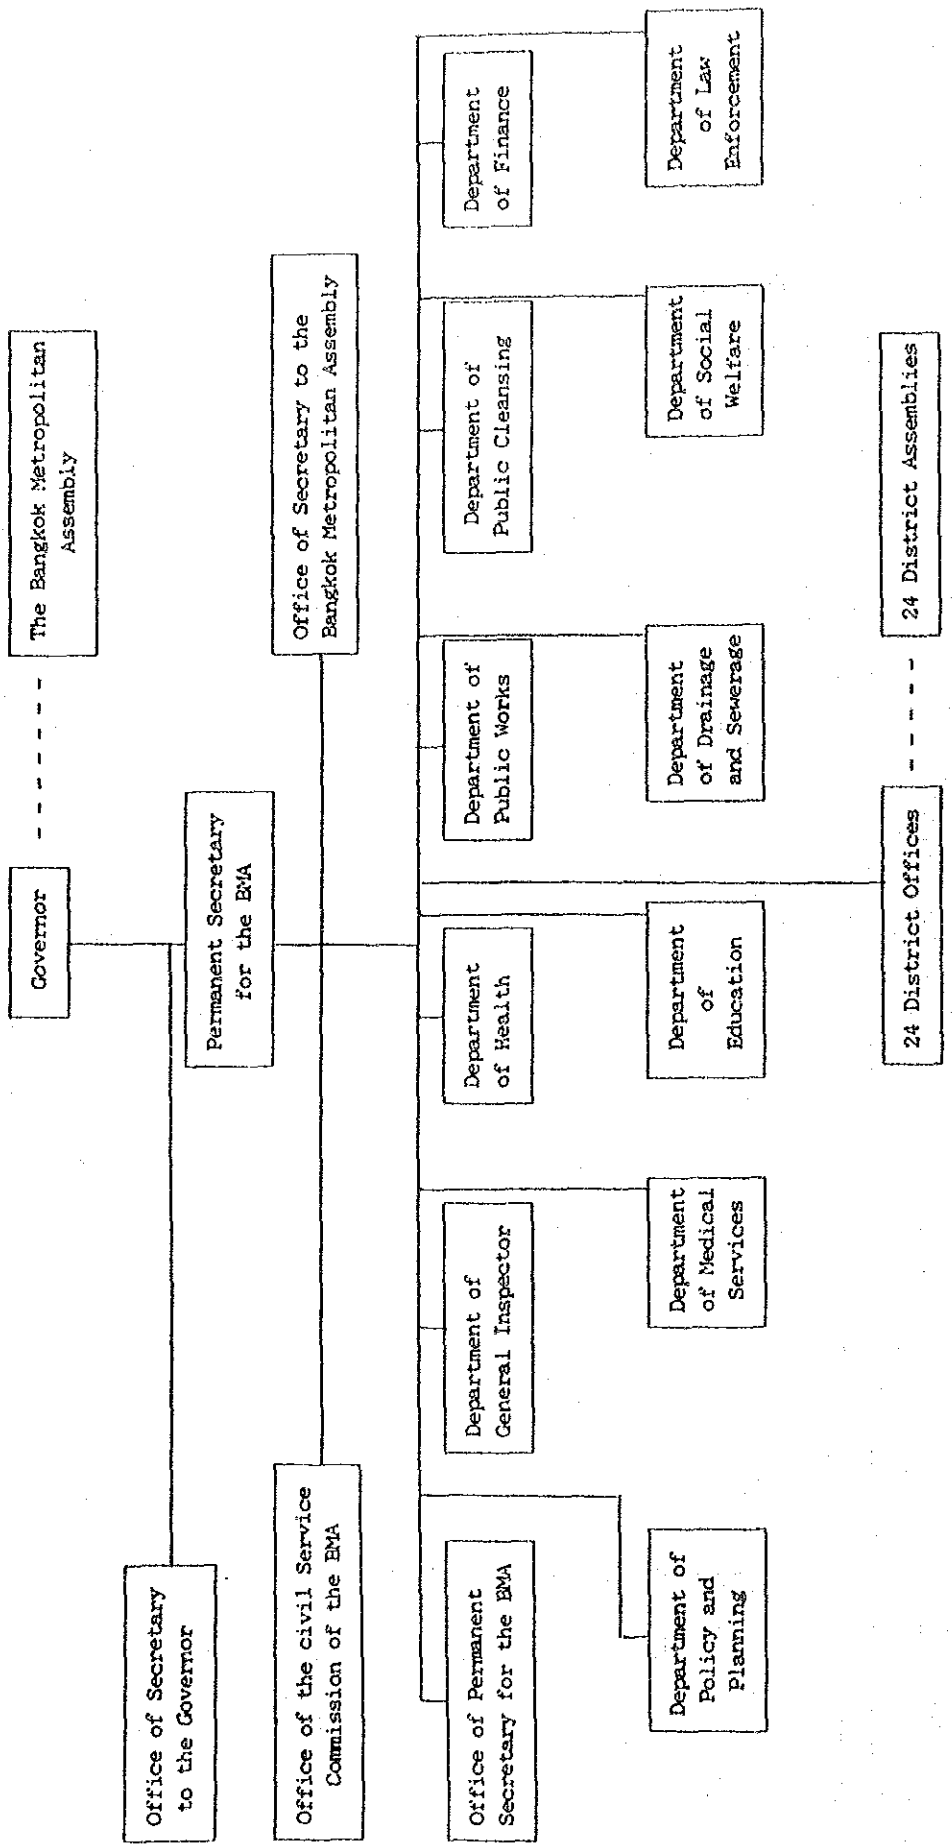 Governor
The Bangkok Metropolitan
Assembly
Office of Secretary
to the Governor
Permanent Secretary
for the BMA
Office of the civil Service
Commission of the BMA
Office of Secretary to the
Bangkok Metropolitan Assembly
Office of Permanent
Secretary for the BMA
Department of
General Inspector
Department
of Health
Department of
Public Works
Department of
Public Cleansing
Department
of Finance
Department of
Policy and
Planning
Department
of Medical
Services
Department
of
Education
Department
of Drainage
and Sewerage
Department
of Social
Welfare
Department
of Law
Enforcement
24 District Offices
24 District Assemblies